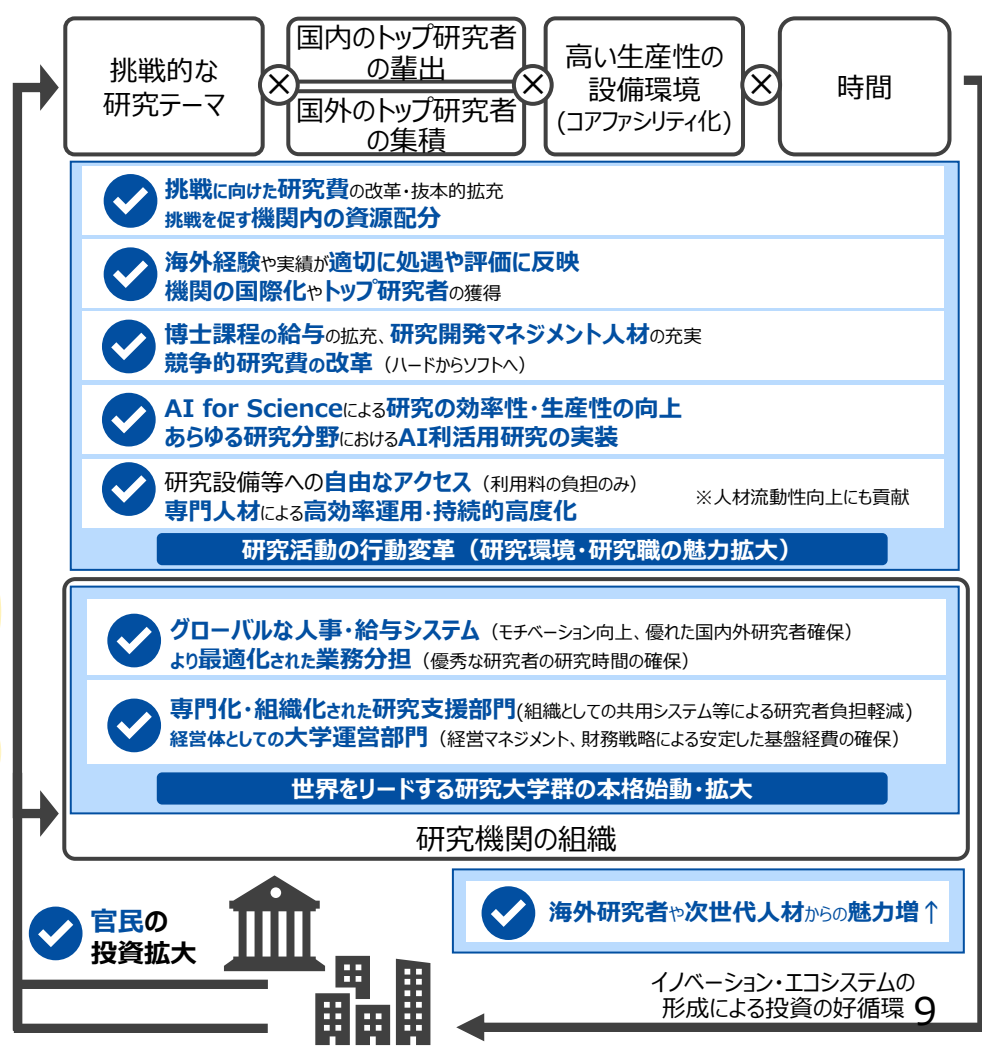 挑戦的な
研究テーマ
×
国内のトップ研究者
の輩出
国外のトップ研究者
の集積
×
高い生産性の
設備環境
(コアファシリティ化)
×
時間
挑戦に向けた研究費の改革・抜本的拡充
挑戦を促す機関内の資源配分
海外経験や実績が適切に処遇や評価に反映
機関の国際化やトップ研究者の獲得
博士課程の給与の拡充、研究開発マネジメント人材の充実
競争的研究費の改革（ハードからソフトへ）
AI for Scienceによる研究の効率性・生産性の向上
あらゆる研究分野におけるAI利活用研究の実装
研究設備等への自由なアクセス（利用料の負担のみ）
専門人材による高効率運用・持続的高度化
※人材流動性向上にも貢献
研究活動の行動変革（研究環境・研究職の魅力拡大）
グローバルな人事・給与システム（モチベーション向上、優れた国内外研究者確保）
より最適化された業務分担（優秀な研究者の研究時間の確保）
専門化・組織化された研究支援部門(組織としての共用システム等による研究者負担軽減)
経営体としての大学運営部門（経営マネジメント、財務戦略による安定した基盤経費の確保）
世界をリードする研究大学群の本格始動・拡大
研究機関の組織
官民の
投資拡大
海外研究者や次世代人材からの魅力増↑
イノベーション・エコシステムの
形成による投資の好循環
9